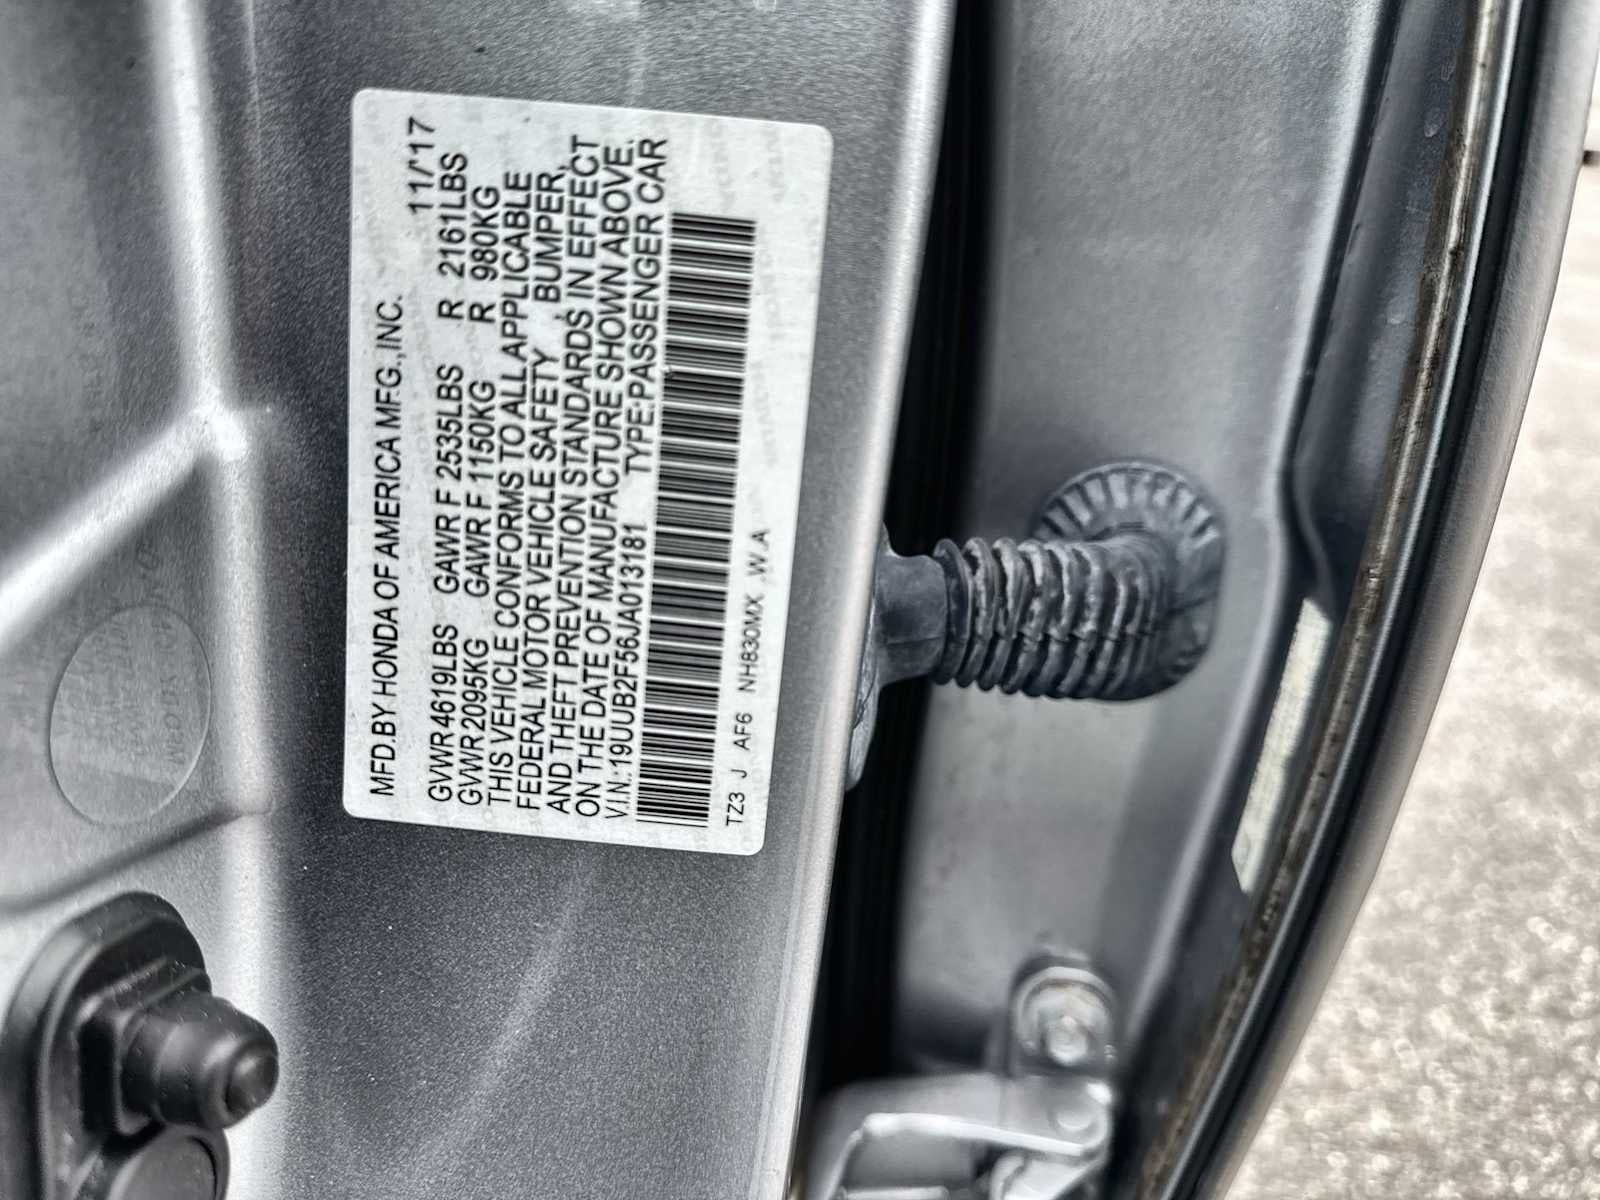 MFD.BY HONDA OF AMERICA MFG.,INC. 11/'17
GVWR 4619LBS GAWR F 2535LBS R 2161LBS
GVWR 2095KG GAWR F 1150KG R 980KG
THIS VEHICLE CONFORMS TO ALL APPLICABLE
FEDERAL MOTOR VEHICLE SAFETY, BUMPER,
AND THEFT PREVENTION STANDARDS IN EFFECT
ON THE DATE OF MANUFACTURE SHOWN ABOVE.
V.I.N.:19UUB2F56JA013181 TYPE:PASSENGER CAR
TZ3 J AF6 NH830MX .W.A